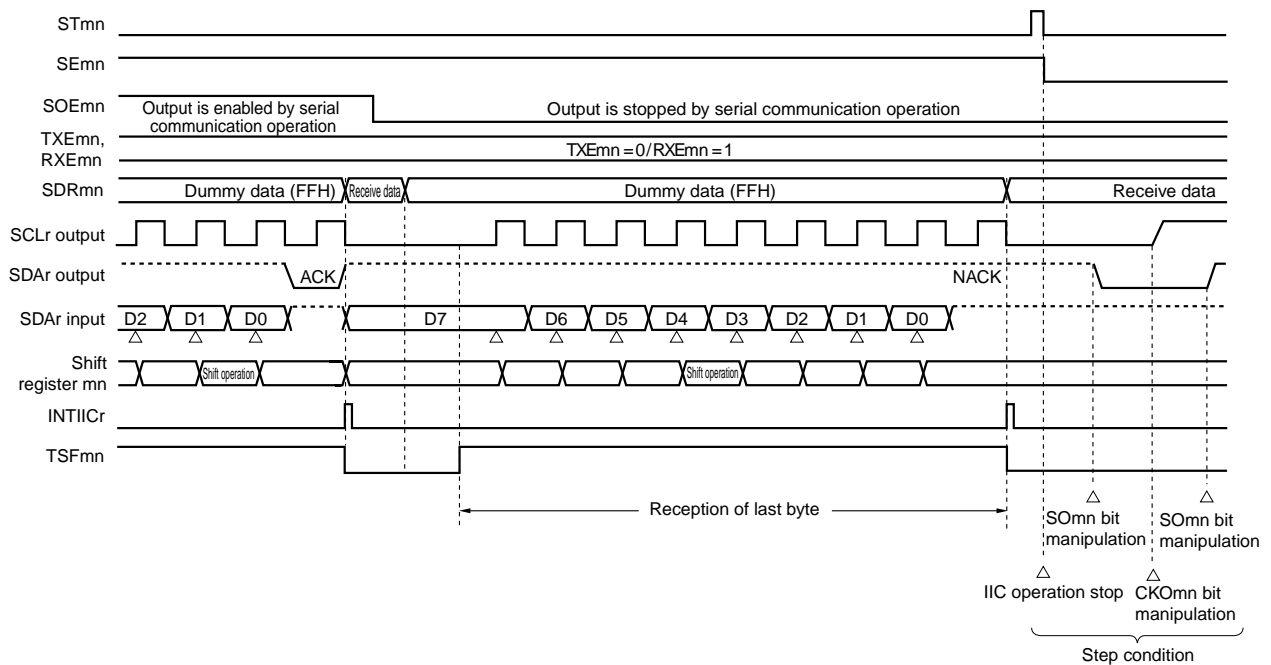 STmn
SEmn
SOEmn
Output is enabled by serial
communication operation
Output is stopped by serial communication operation
TXEmn,
RXEmn
TXEmn = 0 / RXEmn = 1
SDRmn
Dummy data (FFH)
Receive data
Dummy data (FFH)
Receive data
SCLr output
SDAr output
ACK
NACK
SDAr input
D2 D1 D0 D7 D6 D5 D4 D3 D2 D1 D0
Shift
register mn
Shift operation
Shift operation
INTIICr
TSFmn
Reception of last byte
SOmn bit
manipulation
SOmn bit
manipulation
IIC operation stop
CKOmn bit
manipulation
Step condition